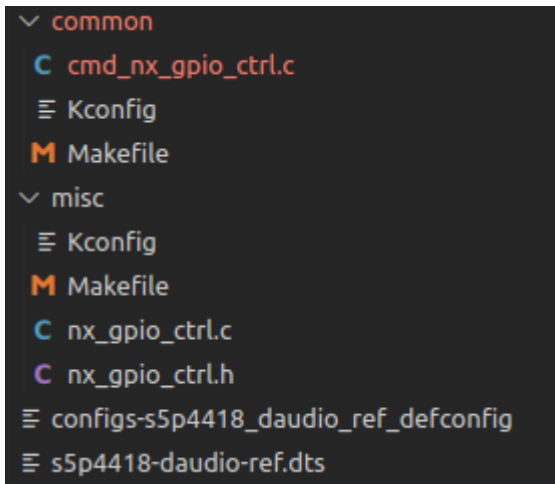 common
C cmd_nx_gpio_ctrl.c
Kconfig
M Makefile
misc
Kconfig
M Makefile
C nx_gpio_ctrl.c
C nx_gpio_ctrl.h
configs-s5p4418_daudio_ref_defconfig
s5p4418-daudio-ref.dts